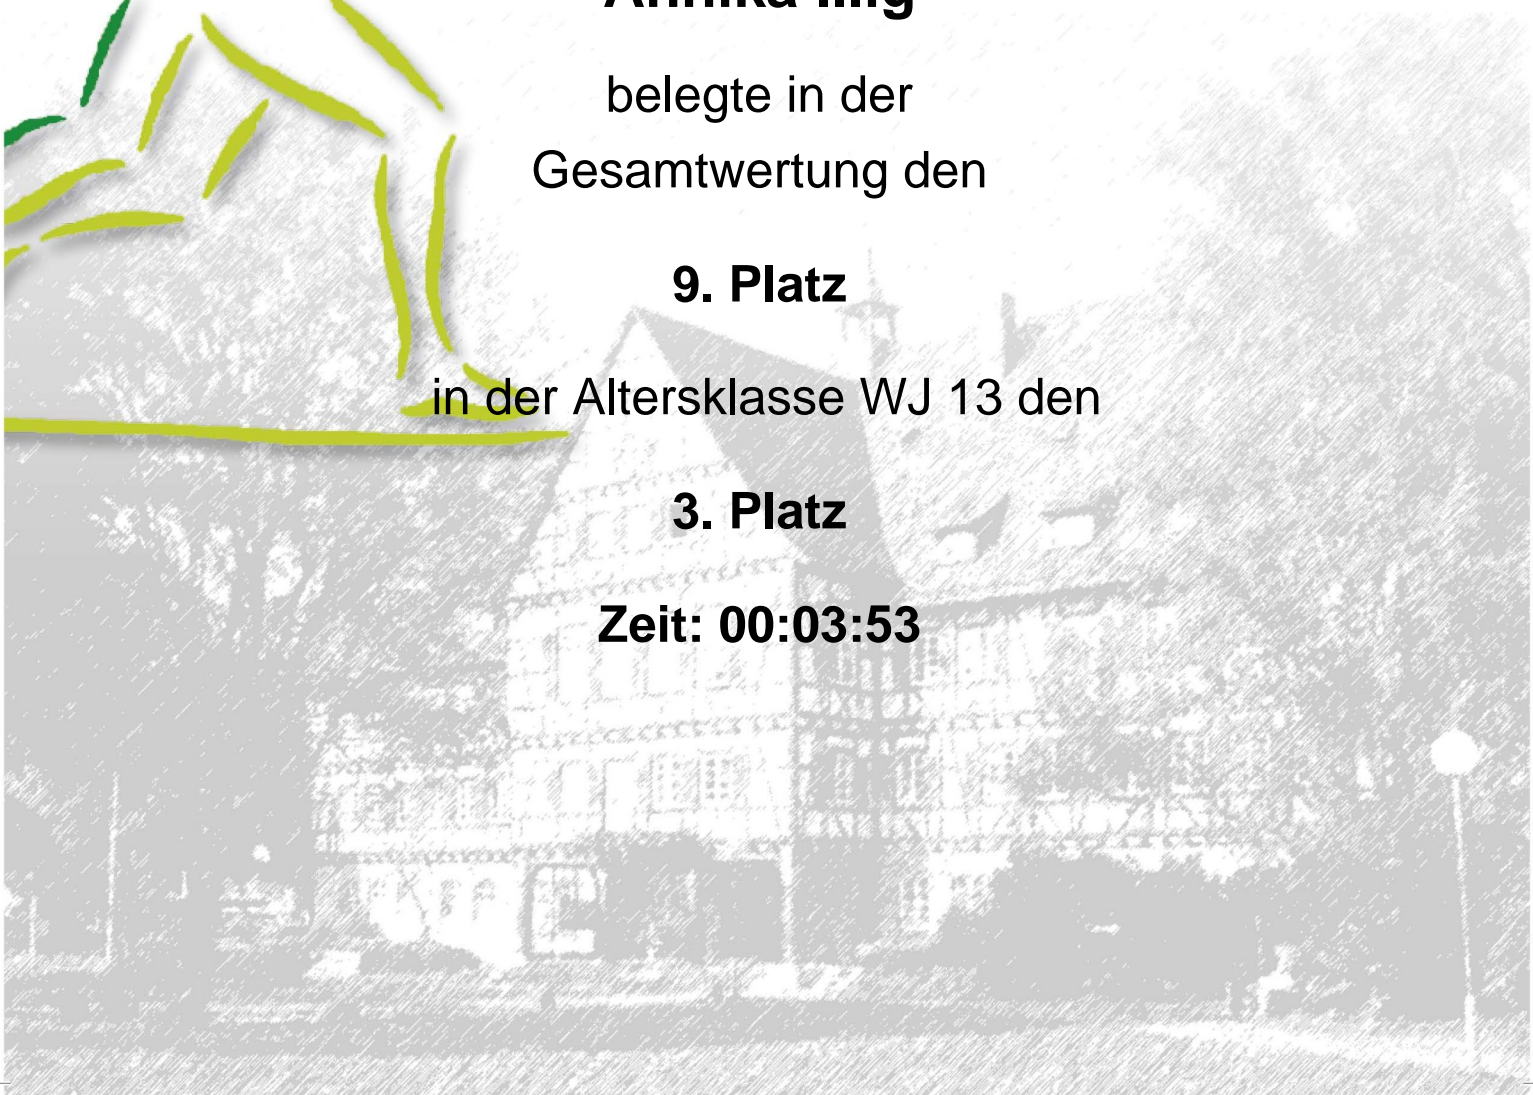 belegte in der
Gesamtwertung den
9. Platz
in der Altersklasse WJ 13 den
3. Platz
Zeit: 00:03:53